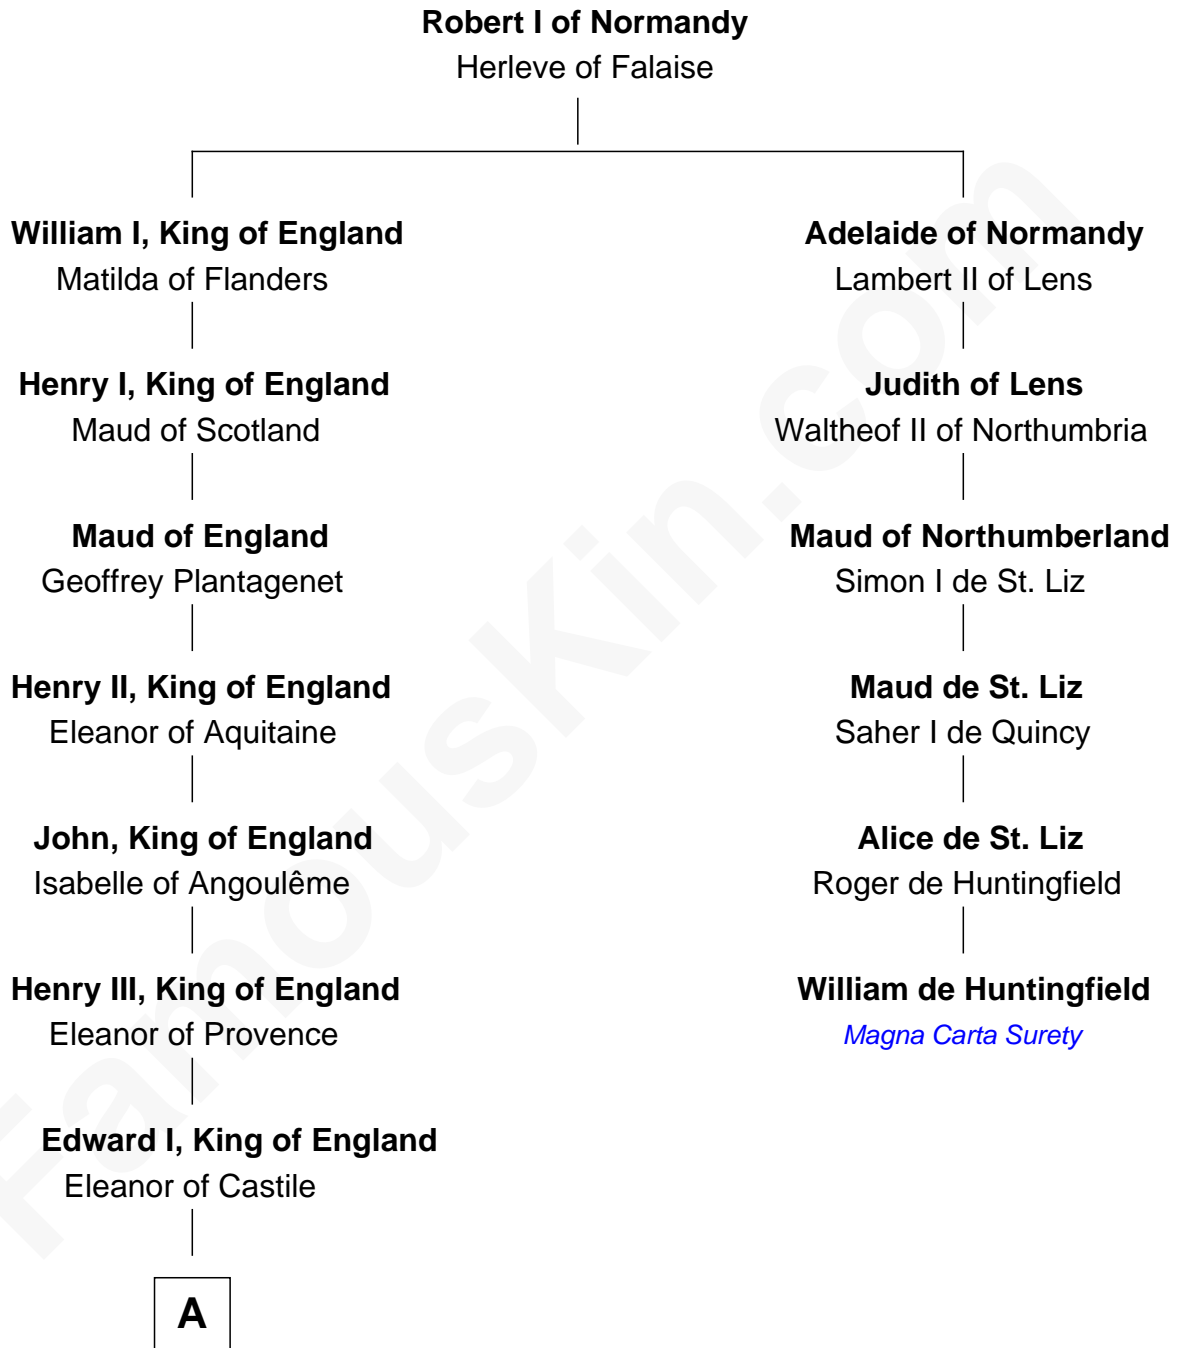 Robert I of Normandy
Herleve of Falaise
William I, King of England
Matilda of Flanders
Henry I, King of England
Maud of Scotland
Maud of England
Geoffrey Plantagenet
Henry II, King of England
Eleanor of Aquitaine
John, King of England
Isabelle of Angoulême
Henry III, King of England
Eleanor of Provence
Edward I, King of England
Eleanor of Castile
A
Adelaide of Normandy
Lambert II of Lens
Judith of Lens
Waltheof II of Northumbria
Maud of Northumberland
Simon I de St. Liz
Maud de St. Liz
Saher I de Quincy
Alice de St. Liz
Roger de Huntingfield
William de Huntingfield
Magna Carta Surety
FamousKin.com